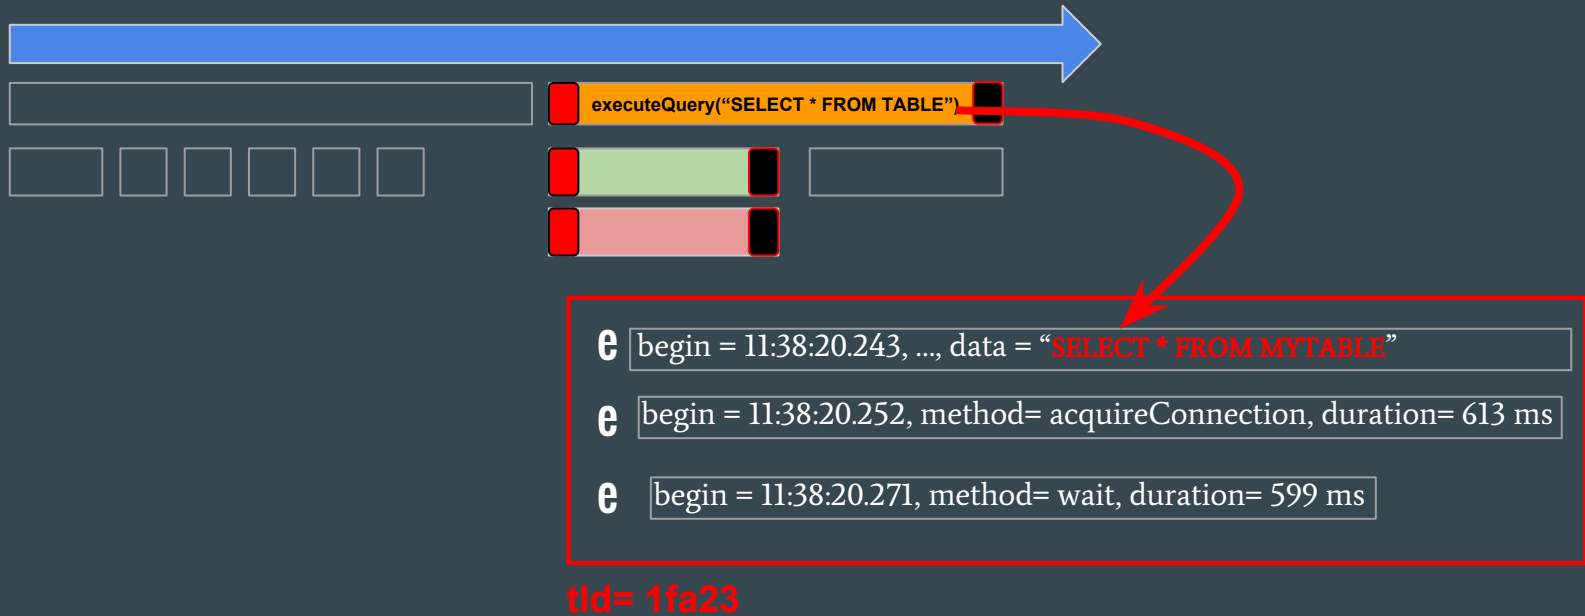 executeQuery(“SELECT * FROM TABLE”)
e begin = 11:38:20.243, ..., data = “SELECT * FROM MYTABLE”
e begin = 11:38:20.252, method= acquireConnection, duration= 613 ms
e begin = 11:38:20.271, method= wait, duration= 599 ms
tId= 1fa23